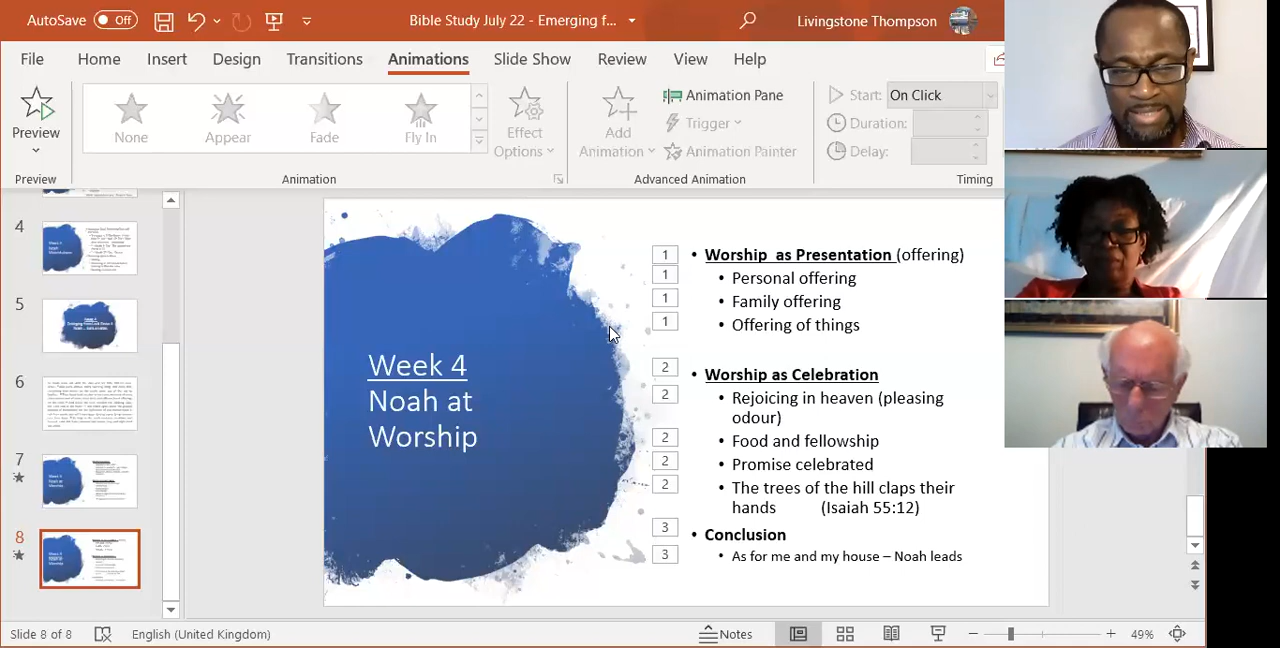 AutoSave Off Bible Study July 22 - Emerging f... Livingstone Thompson
File Home Insert Design Transitions Animations Slide Show Review View Help
Preview
None Appear Fade Fly In
Effect Options
Add Animation
Animation Pane
Trigger
Animation Painter
Start: On Click
Duration:
Delay:
Preview Animation Advanced Animation Timing
4
5
6
7
8
Week 4
Noah at
Worship
1 • Worship as Presentation (offering)
1 • Personal offering
1 • Family offering
1 • Offering of things
2 • Worship as Celebration
2 • Rejoicing in heaven (pleasing
odour)
2 • Food and fellowship
2 • Promise celebrated
2 • The trees of the hill claps their
hands (Isaiah 55:12)
3 • Conclusion
3 • As for me and my house – Noah leads
Slide 8 of 8 English (United Kingdom) Notes 49%